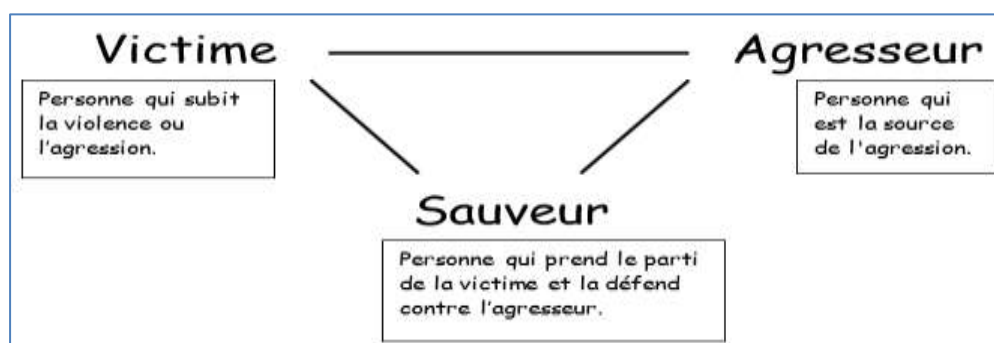 Victime
Agresseur
Personne qui subit
la violence ou
l'agression.
Personne qui
est la source
de l'agression.
Sauveur
Personne qui prend le parti
de la victime et la défend
contre l'agresseur.